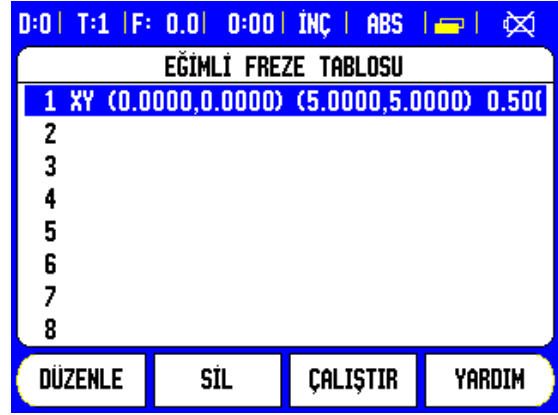 D:0| T:1 |F: 0.0| 0:00| İNÇ | ABS | |
EĞİMLİ FREZE TABLOSU
1 XY (0.0000,0.0000) (5.0000,5.0000) 0.50(
2
3
4
5
6
7
8
DÜZENLE SİL ÇALIŞTIR YARDIM